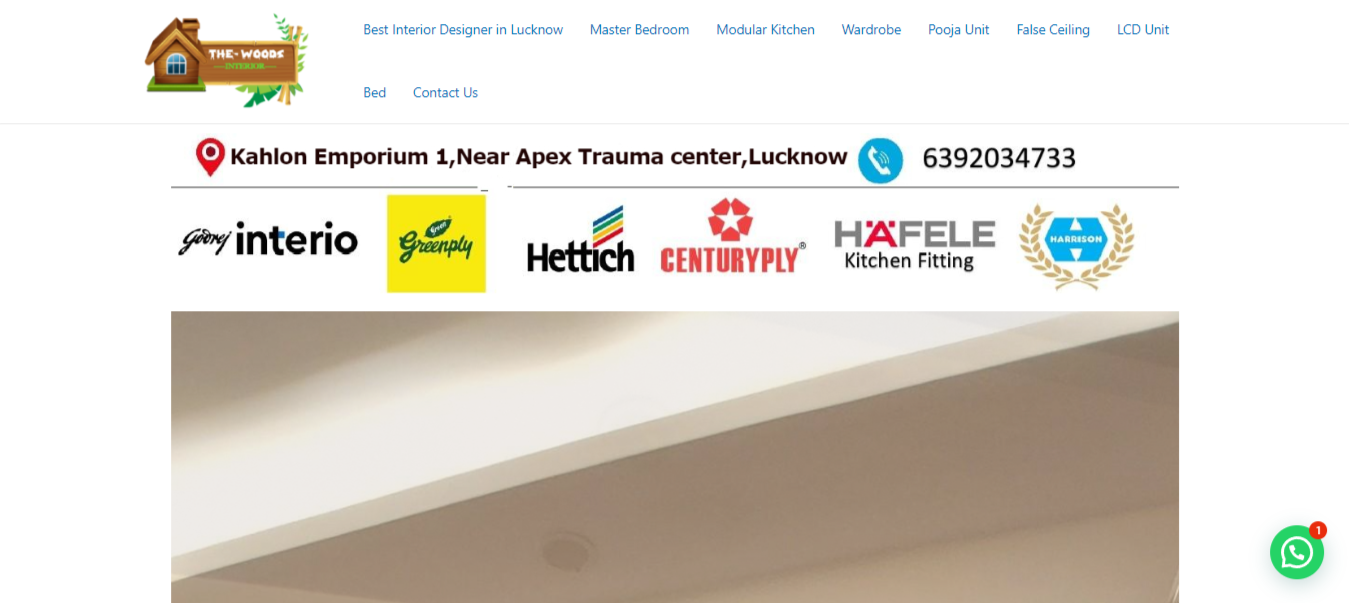 THE-WOODS
INTERIOR
Best Interior Designer in Lucknow Master Bedroom Modular Kitchen Wardrobe Pooja Unit False Ceiling LCD Unit
Bed Contact Us
Kahlon Emporium 1,Near Apex Trauma center,Lucknow 6392034733
Godrej interio
Green Greenply
Hettich
CENTURYPLY®
HÄFELE
Kitchen Fitting
HARRISON
1